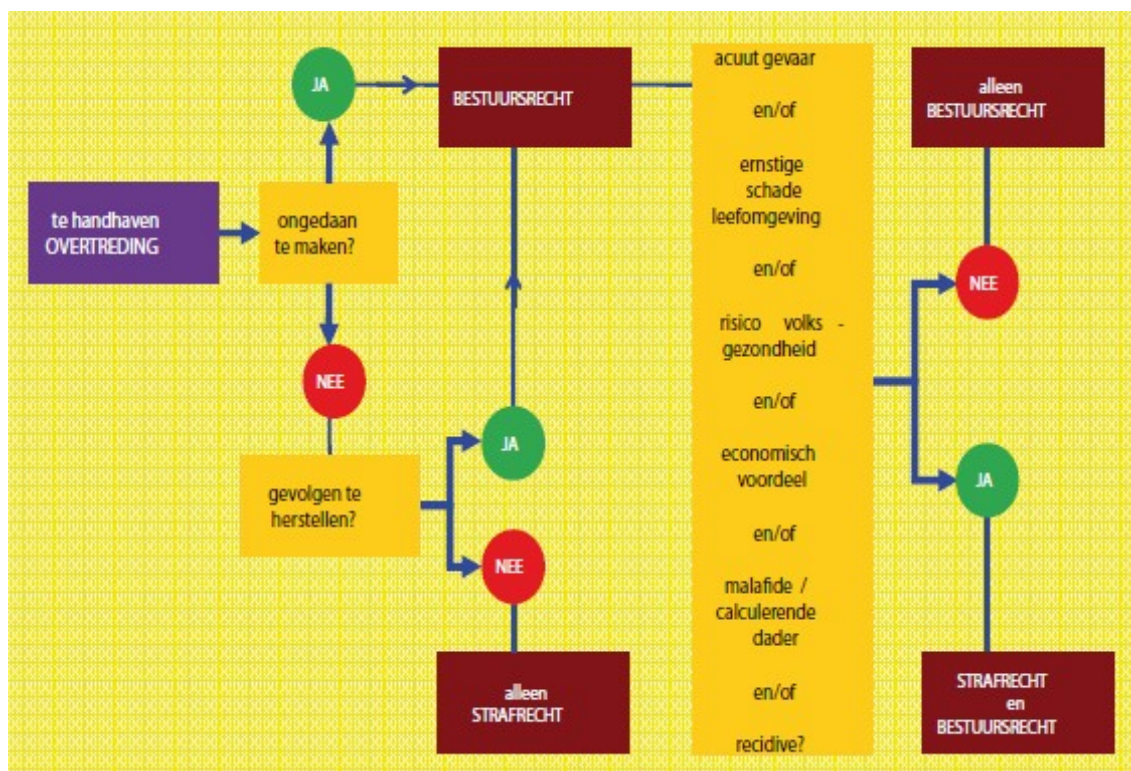 te handhaven
OVERTREDING
ongedaan
te maken?
JA
BESTUURSRECHT
NEE
gevolgen te
herstellen?
JA
NEE
alleen
STRAFRECHT
acuut gevaar
en/of
ernstige
schade
leefomgeving
en/of
risico volks -
gezondheid
en/of
economisch
voordeel
en/of
malafide /
calculerende
dader
en/of
recidive?
alleen
BESTUURSRECHT
NEE
JA
STRAFRECHT
en
BESTUURSRECHT